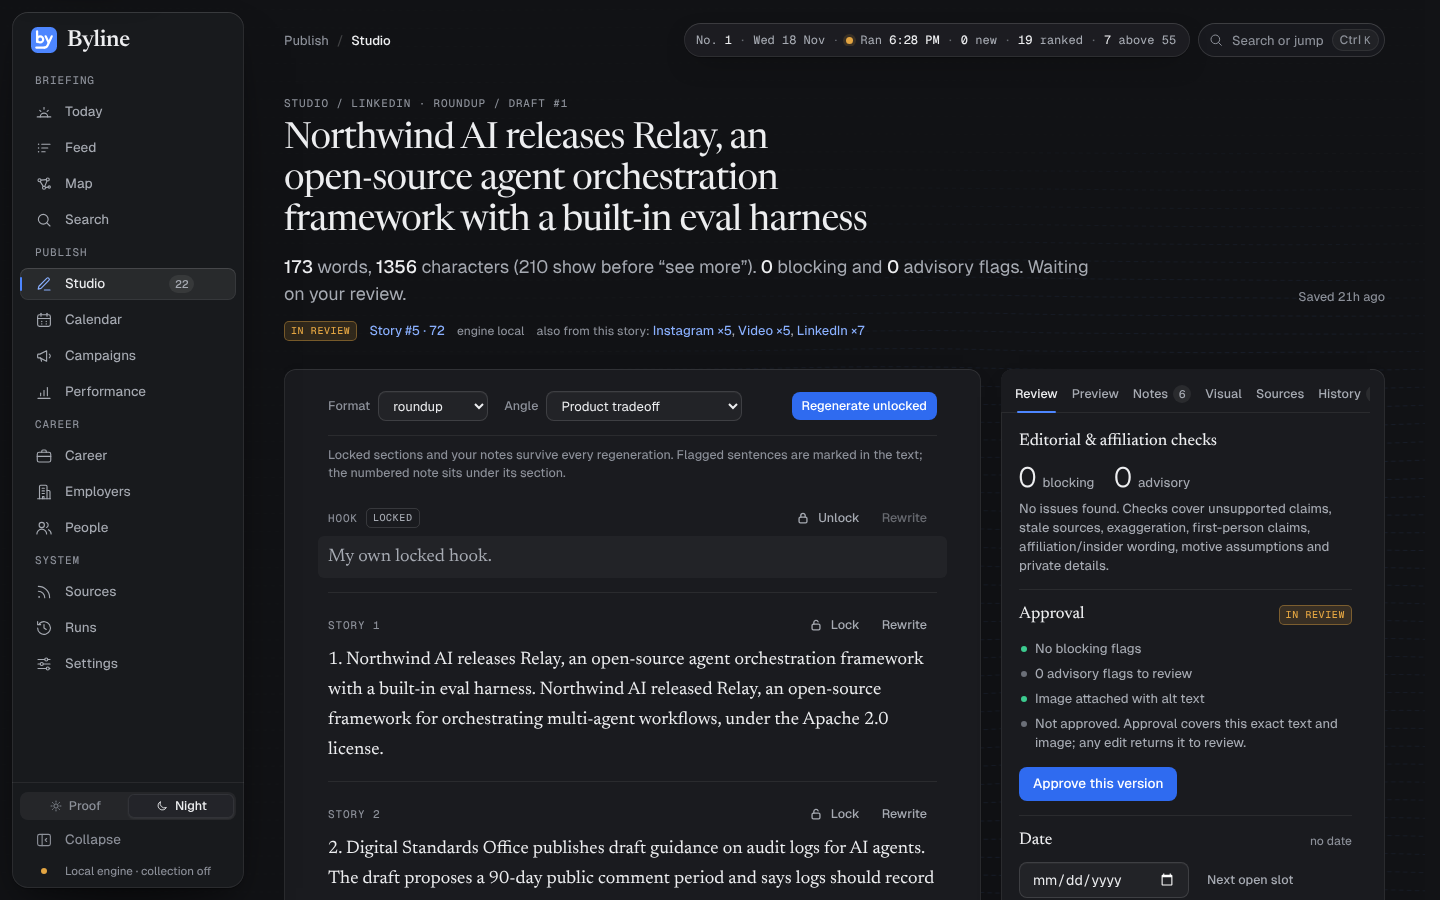 by Byline
BRIEFING
Today
Feed
Map
Search
PUBLISH
Studio 22
Calendar
Campaigns
Performance
CAREER
Career
Employers
People
SYSTEM
Sources
Runs
Settings
Proof Night
Collapse
Local engine · collection off
Publish / Studio
No. 1 · Wed 18 Nov · Ran 6:28 PM · 0 new · 19 ranked · 7 above 55
Search or jump Ctrl K
STUDIO / LINKEDIN · ROUNDUP / DRAFT #1
Northwind AI releases Relay, an
open-source agent orchestration
framework with a built-in eval harness
173 words, 1356 characters (210 show before “see more”). 0 blocking and 0 advisory flags. Waiting
on your review.
Saved 21h ago
IN REVIEW Story #5 · 72 engine local also from this story: Instagram ×5, Video ×5, LinkedIn ×7
Format roundup Angle Product tradeoff Regenerate unlocked
Locked sections and your notes survive every regeneration. Flagged sentences are marked in the text;
the numbered note sits under its section.
HOOK LOCKED Unlock Rewrite
My own locked hook.
STORY 1 Lock Rewrite
1. Northwind AI releases Relay, an open-source agent orchestration framework
with a built-in eval harness. Northwind AI released Relay, an open-source
framework for orchestrating multi-agent workflows, under the Apache 2.0
license.
STORY 2 Lock Rewrite
2. Digital Standards Office publishes draft guidance on audit logs for AI agents.
The draft proposes a 90-day public comment period and says logs should record
Review Preview Notes 6 Visual Sources History
Editorial & affiliation checks
0 blocking 0 advisory
No issues found. Checks cover unsupported claims,
stale sources, exaggeration, first-person claims,
affiliation/insider wording, motive assumptions and
private details.
Approval IN REVIEW
No blocking flags
0 advisory flags to review
Image attached with alt text
Not approved. Approval covers this exact text and
image; any edit returns it to review.
Approve this version
Date no date
mm/dd/yyyy Next open slot